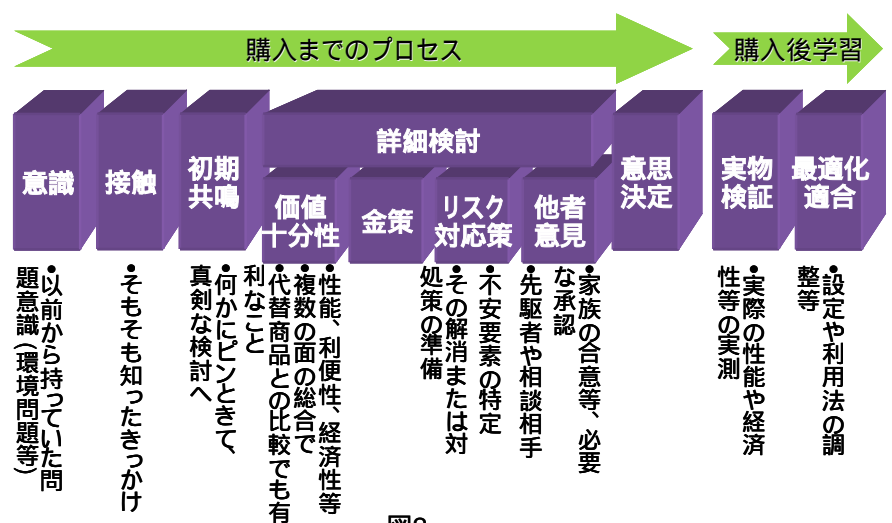 購入までのプロセス
購入後学習
意識
接触
初期
共鳴
詳細検討
価値
十分性
金策
リスク
対応策
他者
意見
意思
決定
実物
検証
最適化
適合
●以前から持っていた問
題意識(環境問題等)
●そもそも知ったきっかけ
●何かにピンときて、
真剣な検討へ
●性能、利便性、経済性等
●複数の面の総合で
●代替商品との比較でも有
利なこと
●不安要素の特定
●その解消または対
処策の準備
●家族の合意等、必要
な承認
●先駆者や相談相手
●実際の性能や経済
性等の実測
●設定や利用法の調
整等